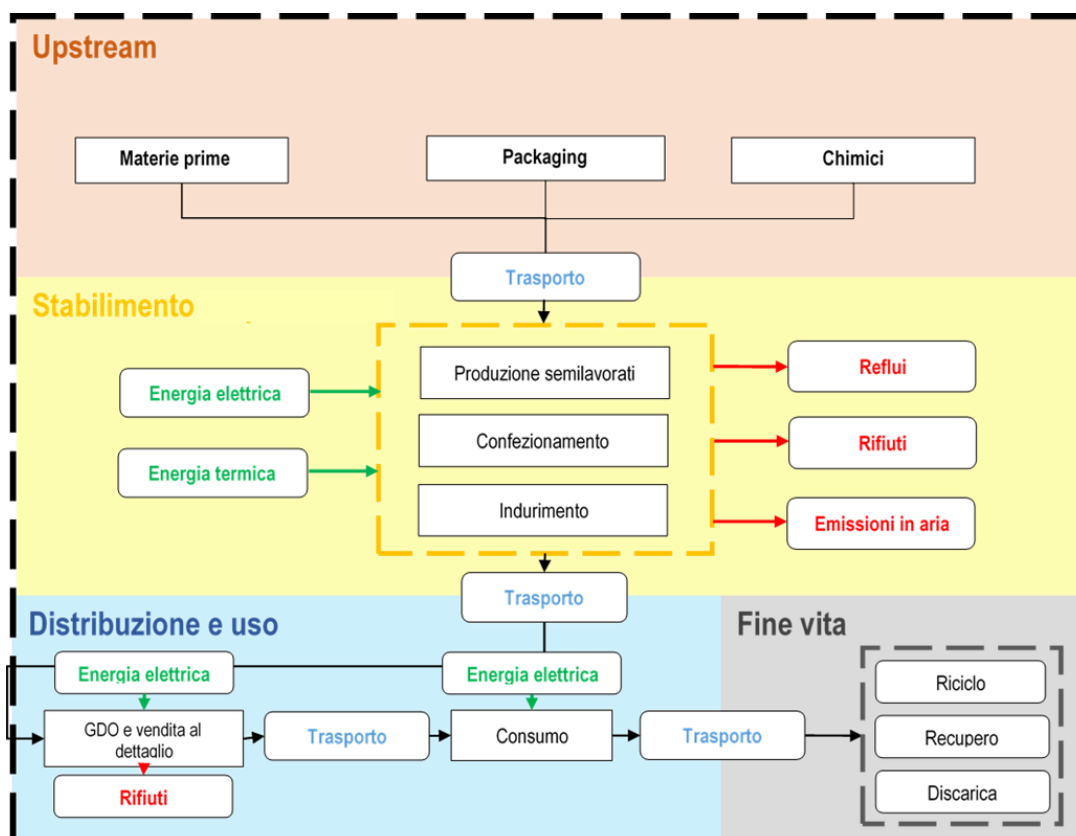 Upstream
Materie prime
Packaging
Chimici
Trasporto
Stabilimento
Energia elettrica
Energia termica
Produzione semilavorati
Confezionamento
Indurimento
Reflui
Rifiuti
Emissioni in aria
Trasporto
Distribuzione e uso
Energia elettrica
Energia elettrica
GDO e vendita al
dettaglio
Trasporto
Consumo
Trasporto
Rifiuti
Fine vita
Riciclo
Recupero
Discarica